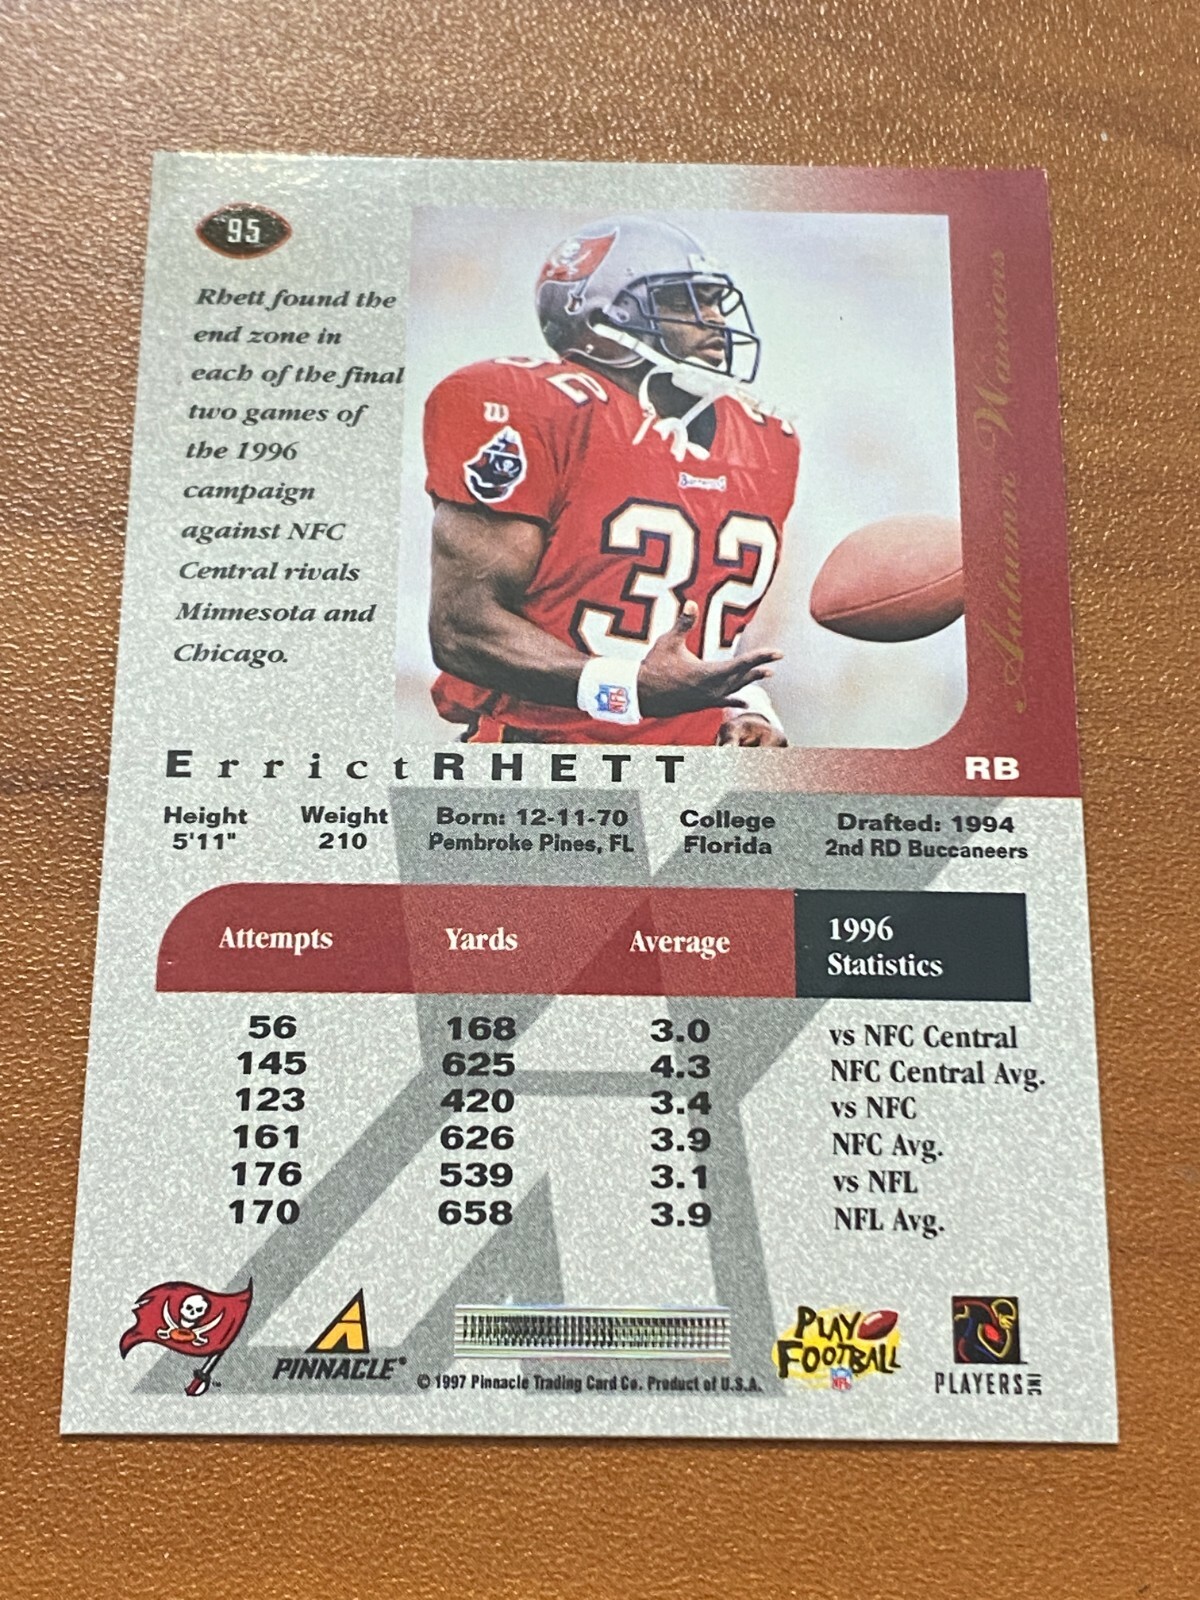 95
Rhett found the
end zone in
each of the final
two games of
the 1996
campaign
against NFC
Central rivals
Minnesota and
Chicago.
Autumn Warriors
32
32
Buccaneers
NFL
Errict RHETT
RB
Height
5'11"
Weight
210
Born: 12-11-70
Pembroke Pines, FL
College
Florida
Drafted: 1994
2nd RD Buccaneers
Attempts Yards Average 1996 Statistics
56 168 3.0 vs NFC Central
145 625 4.3 NFC Central Avg.
123 420 3.4 vs NFC
161 626 3.9 NFC Avg.
176 539 3.1 vs NFL
170 658 3.9 NFL Avg.
PINNACLE®
© 1997 Pinnacle Trading Card Co. Product of U.S.A.
PLAY
FOOTBALL
NFL
PLAYERS INC